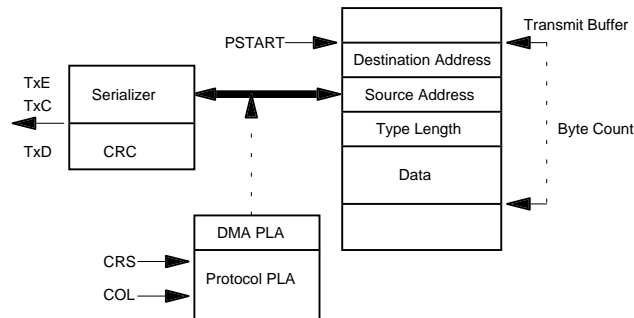 Transmit Buffer
PSTART
Destination Address
TxE
Serializer
Source Address
TxC
Type Length
Byte Count
TxD
CRC
Data
DMA PLA
CRS
Protocol PLA
COL